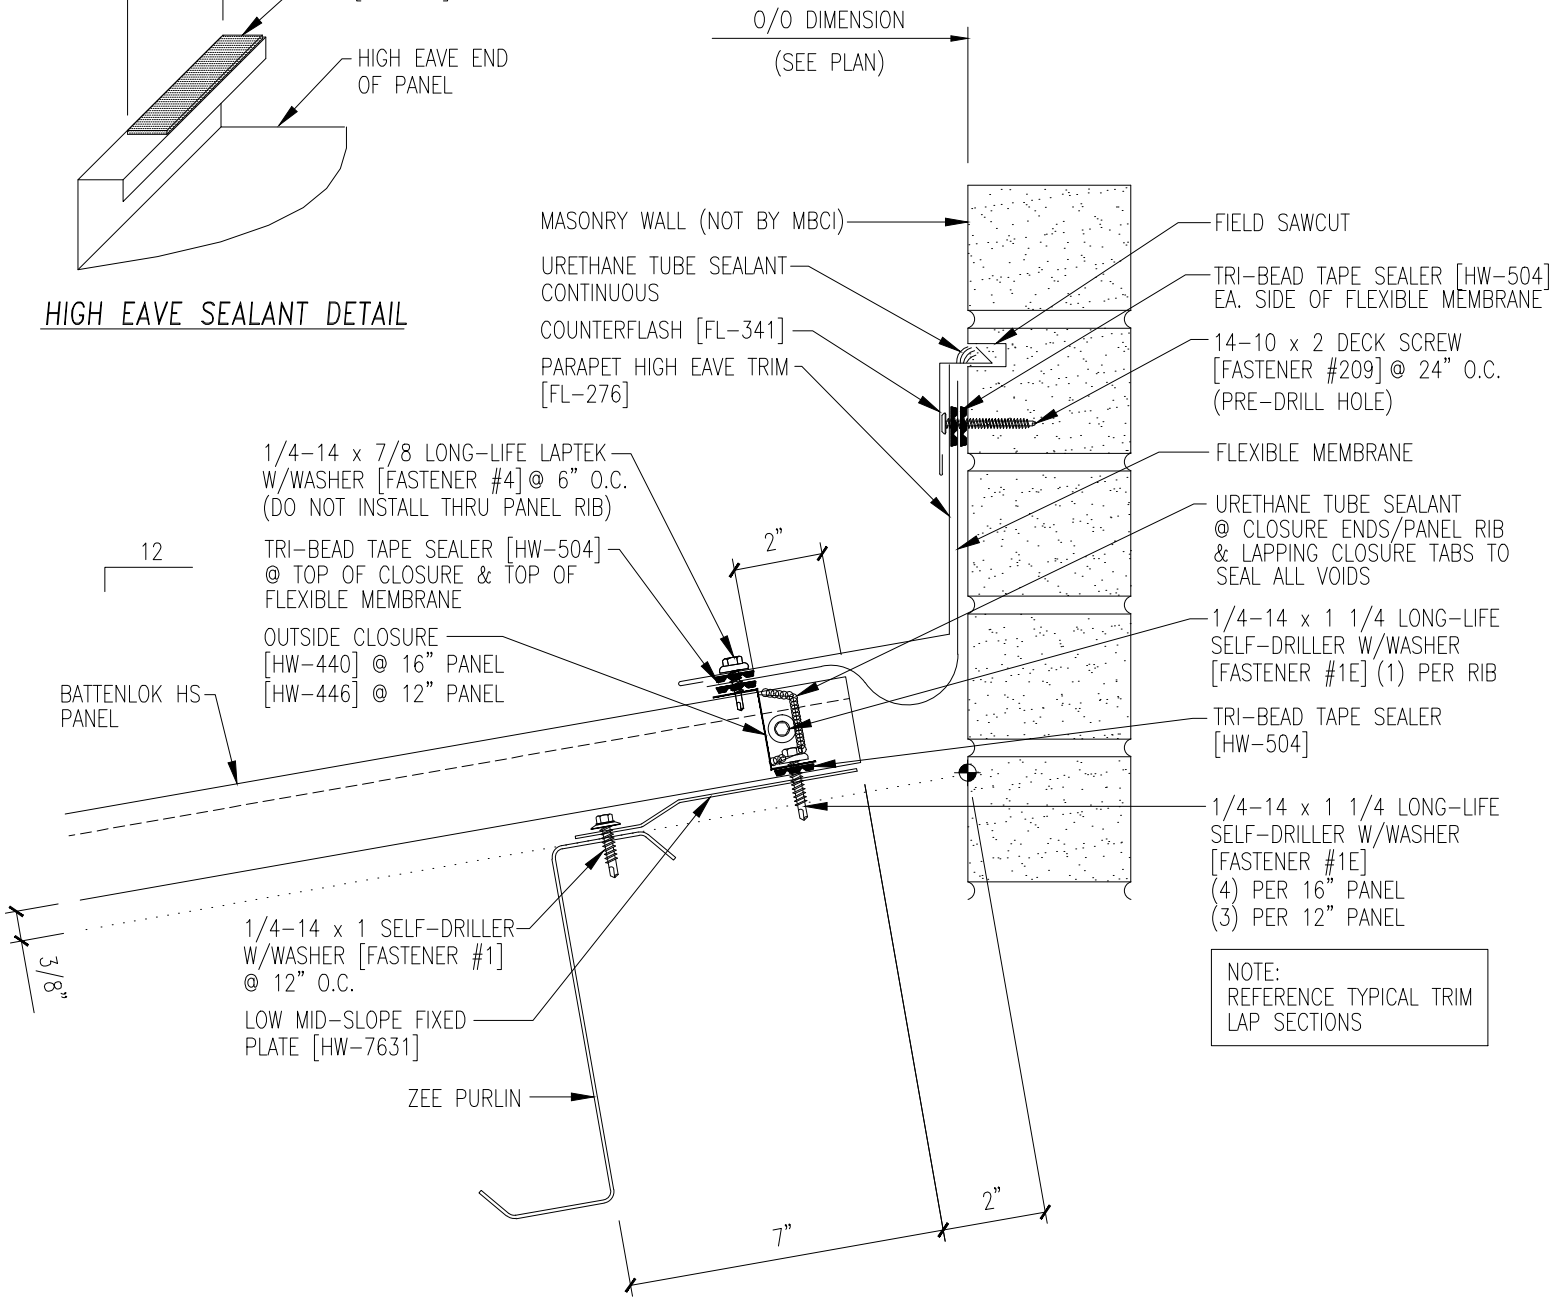 HIGH EAVE END
OF PANEL
HIGH EAVE SEALANT DETAIL
O/O DIMENSION
(SEE PLAN)
MASONRY WALL (NOT BY MBCI)
URETHANE TUBE SEALANT
CONTINUOUS
COUNTERFLASH [FL-341]
PARAPET HIGH EAVE TRIM
[FL-276]
1/4-14 x 7/8 LONG-LIFE LAPTEK
W/WASHER [FASTENER #4] @ 6" O.C.
(DO NOT INSTALL THRU PANEL RIB)
TRI-BEAD TAPE SEALER [HW-504]
@ TOP OF CLOSURE & TOP OF
FLEXIBLE MEMBRANE
OUTSIDE CLOSURE
[HW-440] @ 16" PANEL
[HW-446] @ 12" PANEL
12
BATTENLOK HS
PANEL
2"
FIELD SAWCUT
TRI-BEAD TAPE SEALER [HW-504]
EA. SIDE OF FLEXIBLE MEMBRANE
14-10 x 2 DECK SCREW
[FASTENER #209] @ 24" O.C.
(PRE-DRILL HOLE)
FLEXIBLE MEMBRANE
URETHANE TUBE SEALANT
@ CLOSURE ENDS/PANEL RIB
& LAPPING CLOSURE TABS TO
SEAL ALL VOIDS
1/4-14 x 1 1/4 LONG-LIFE
SELF-DRILLER W/WASHER
[FASTENER #1E] (1) PER RIB
TRI-BEAD TAPE SEALER
[HW-504]
1/4-14 x 1 1/4 LONG-LIFE
SELF-DRILLER W/WASHER
[FASTENER #1E]
(4) PER 16" PANEL
(3) PER 12" PANEL
NOTE:
REFERENCE TYPICAL TRIM
LAP SECTIONS
3/8"
1/4-14 x 1 SELF-DRILLER
W/WASHER [FASTENER #1]
@ 12" O.C.
LOW MID-SLOPE FIXED
PLATE [HW-7631]
ZEE PURLIN
7"
2"